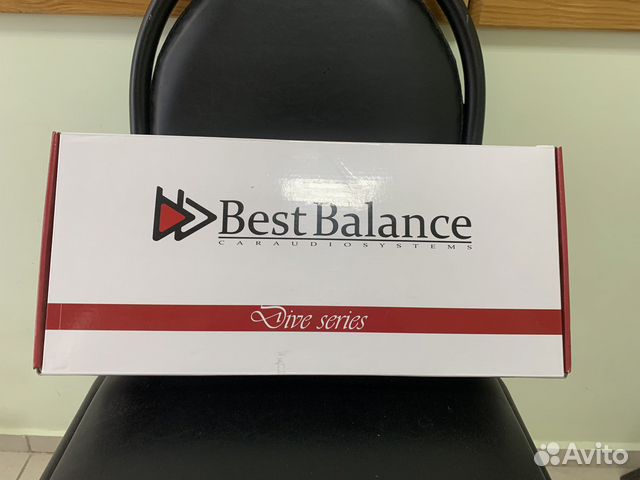 Best Balance
CARAUDIOSYSTEMS
Dive series
Avito